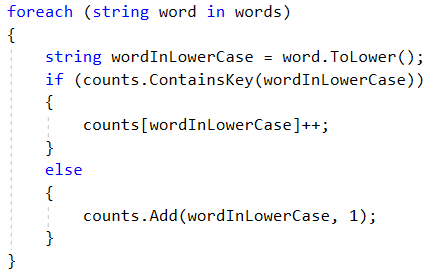 foreach (string word in words)
{
    string wordInLowerCase = word.ToLower();
    if (counts.ContainsKey(wordInLowerCase))
    {
        counts[wordInLowerCase]++;
    }
    else
    {
        counts.Add(wordInLowerCase, 1);
    }
}